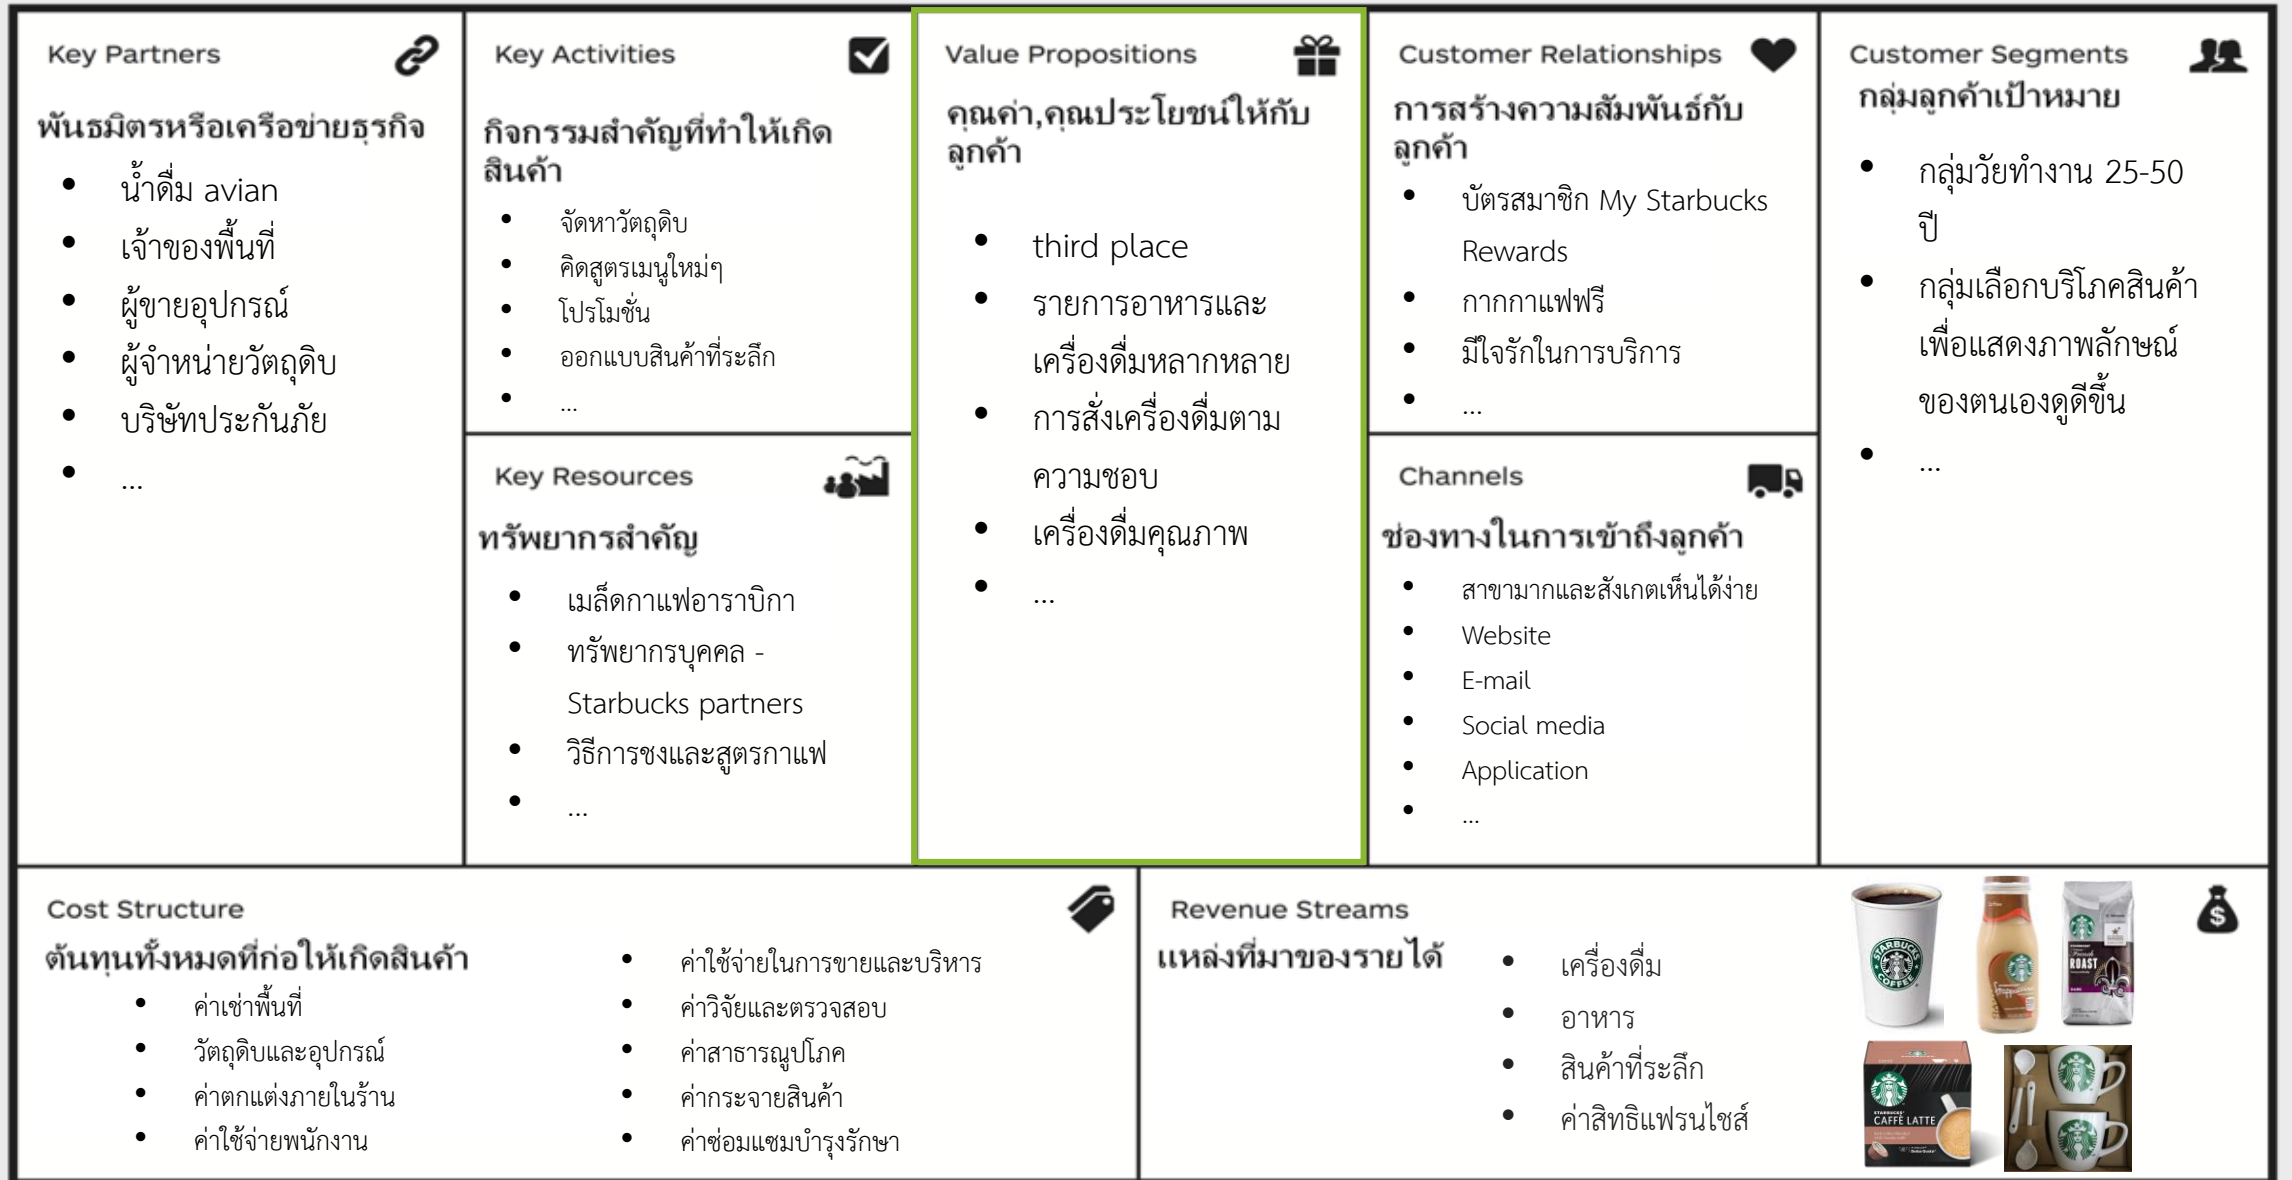 Key Partners
พันธมิตรหรือเครือข่ายธุรกิจ
• น้ำดื่ม avian
• เจ้าของพื้นที่
• ผู้ขายอุปกรณ์
• ผู้จำหน่ายวัตถุดิบ
• บริษัทประกันภัย
• ...
Key Activities
กิจกรรมสำคัญที่ทำให้เกิด
สินค้า
• จัดหาวัตถุดิบ
• คิดสูตรเมนูใหม่ๆ
• โปรโมชั่น
• ออกแบบสินค้าที่ระลึก
• ...
Key Resources
ทรัพยากรสำคัญ
• เมล็ดกาแฟอาราบิกา
• ทรัพยากรบุคคล -
Starbucks partners
• วิธีการชงและสูตรกาแฟ
• ...
Value Propositions
คุณค่า,คุณประโยชน์ให้กับ
ลูกค้า
• third place
• รายการอาหารและ
เครื่องดื่มหลากหลาย
• การสั่งเครื่องดื่มตาม
ความชอบ
• เครื่องดื่มคุณภาพ
• ...
Customer Relationships
การสร้างความสัมพันธ์กับ
ลูกค้า
• บัตรสมาชิก My Starbucks
Rewards
• กากกาแฟฟรี
• มีใจรักในการบริการ
• ...
Channels
ช่องทางในการเข้าถึงลูกค้า
• สาขามากและสังเกตเห็นได้ง่าย
• Website
• E-mail
• Social media
• Application
• ...
Customer Segments
กลุ่มลูกค้าเป้าหมาย
• กลุ่มวัยทำงาน 25-50
ปี
• กลุ่มเลือกบริโภคสินค้า
เพื่อแสดงภาพลักษณ์
ของตนเองดูดีขึ้น
• ...
Cost Structure
ต้นทุนทั้งหมดที่ก่อให้เกิดสินค้า
• ค่าเช่าพื้นที่
• วัตถุดิบและอุปกรณ์
• ค่าตกแต่งภายในร้าน
• ค่าใช้จ่ายพนักงาน
• ค่าใช้จ่ายในการขายและบริหาร
• ค่าวิจัยและตรวจสอบ
• ค่าสาธารณูปโภค
• ค่ากระจายสินค้า
• ค่าซ่อมแซมบำรุงรักษา
Revenue Streams
แหล่งที่มาของรายได้
• เครื่องดื่ม
• อาหาร
• สินค้าที่ระลึก
• ค่าสิทธิแฟรนไชส์
STARBUCKS
COFFEE
ROAST
CAFFÈ LATTE
$